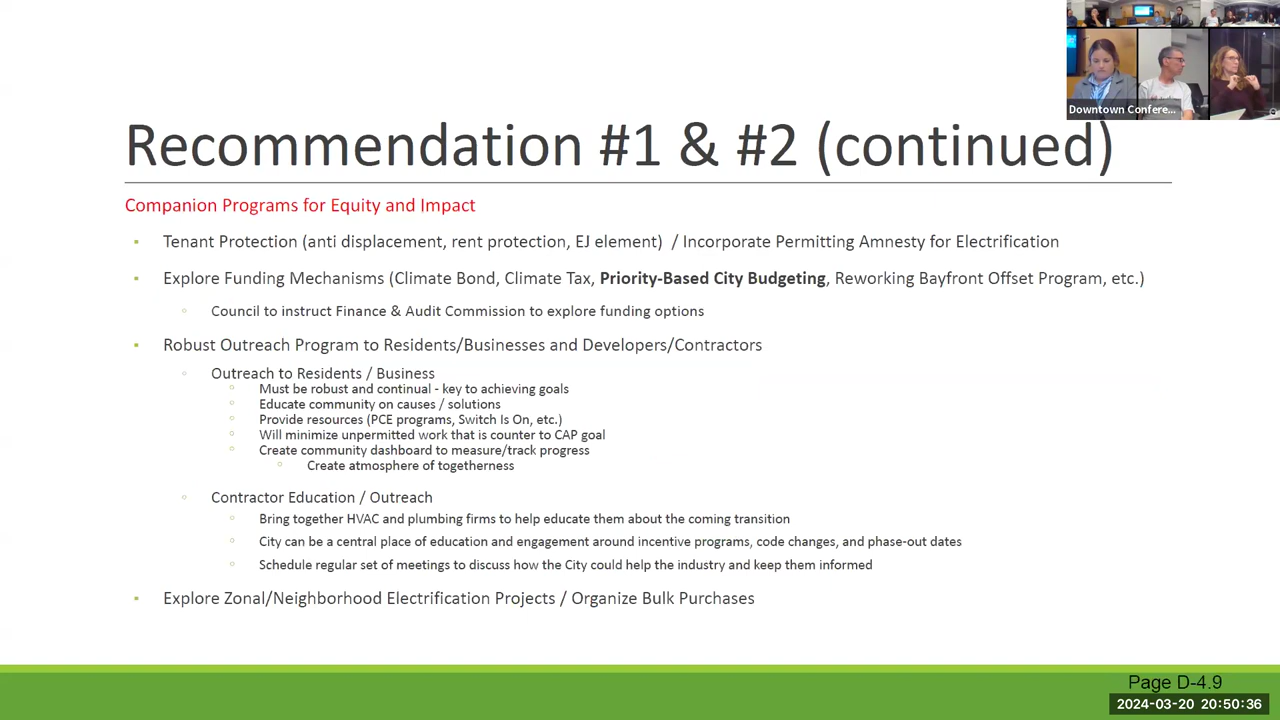 Downtown Confere...
Recommendation #1 & #2 (continued)
Companion Programs for Equity and Impact
Tenant Protection (anti displacement, rent protection, EJ element) / Incorporate Permitting Amnesty for Electrification
Explore Funding Mechanisms (Climate Bond, Climate Tax, Priority-Based City Budgeting, Reworking Bayfront Offset Program, etc.)
Council to instruct Finance & Audit Commission to explore funding options
Robust Outreach Program to Residents/Businesses and Developers/Contractors
Outreach to Residents / Business
Must be robust and continual - key to achieving goals
Educate community on causes / solutions
Provide resources (PCE programs, Switch Is On, etc.)
Will minimize unpermitted work that is counter to CAP goal
Create community dashboard to measure/track progress
Create atmosphere of togetherness
Contractor Education / Outreach
Bring together HVAC and plumbing firms to help educate them about the coming transition
City can be a central place of education and engagement around incentive programs, code changes, and phase-out dates
Schedule regular set of meetings to discuss how the City could help the industry and keep them informed
Explore Zonal/Neighborhood Electrification Projects / Organize Bulk Purchases
Page D-4.9
2024-03-20 20:50:36